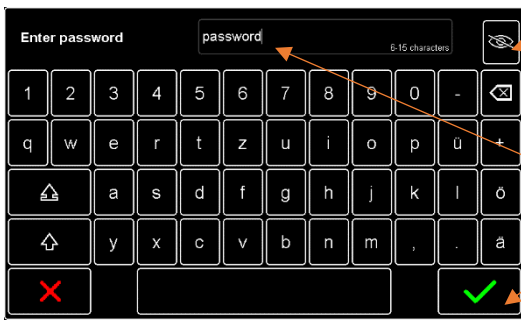 Enter password
password
6-15 characters
1 2 3 4 5 6 7 8 9 0 -
q w e r t z u i o p ü +
a s d f g h j k l ö
y x c v b n m , . ä